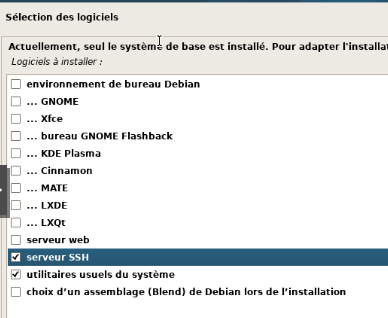 Sélection des logiciels
Actuellement, seul le système de base est installé. Pour adapter l'installat
Logiciels à installer :
environnement de bureau Debian
... GNOME
... Xfce
... bureau GNOME Flashback
... KDE Plasma
... Cinnamon
... MATE
... LXDE
... LXQt
serveur web
serveur SSH
utilitaires usuels du système
choix d’un assemblage (Blend) de Debian lors de l’installation